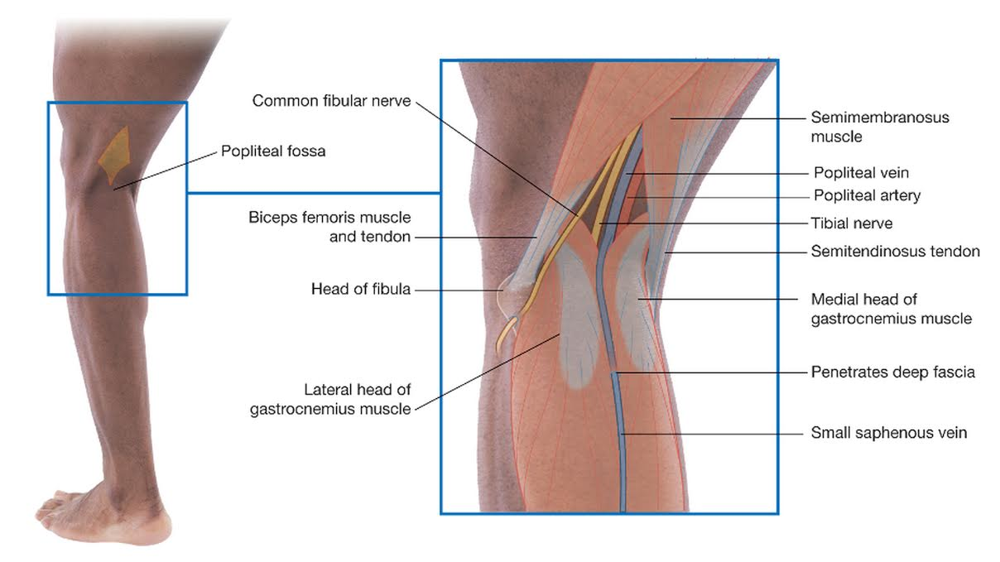 Common fibular nerve
Popliteal fossa
Biceps femoris muscle
and tendon
Head of fibula
Lateral head of
gastrocnemius muscle
Semimembranosus
muscle
Popliteal vein
Popliteal artery
Tibial nerve
Semitendinosus tendon
Medial head of
gastrocnemius muscle
Penetrates deep fascia
Small saphenous vein